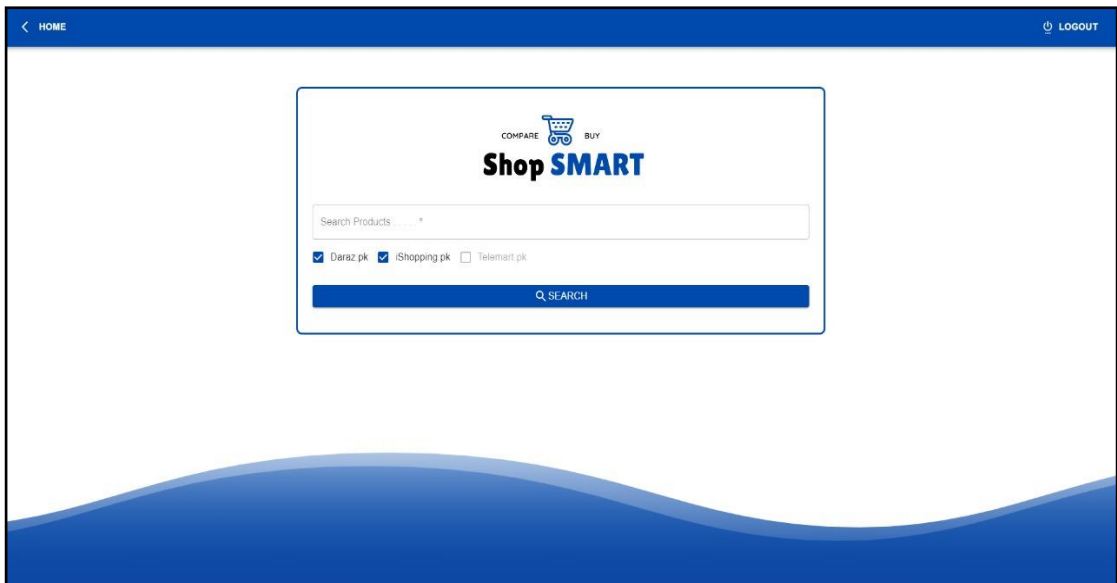 HOME
LOGOUT
COMPARE BUY
Shop SMART
Search Products . . . . . *
Daraz.pk iShopping.pk Telemart.pk
SEARCH